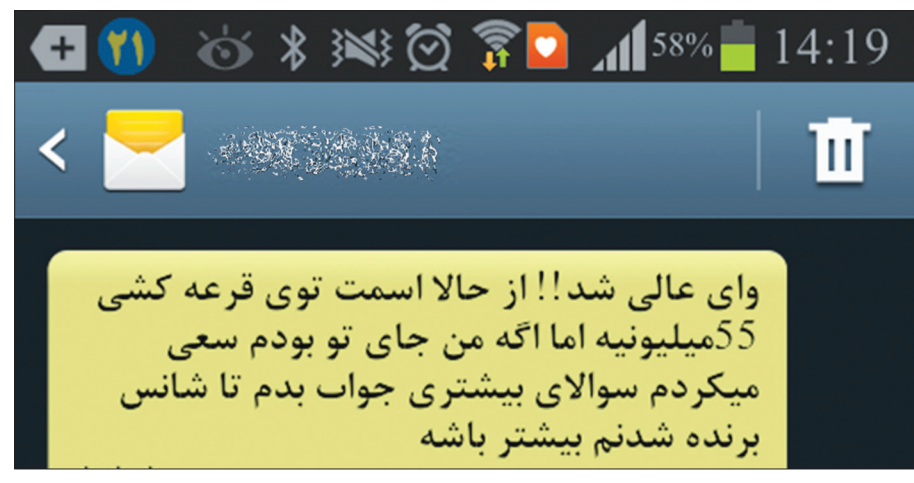 ۲۱ 58% 14:19
وای عالی شد!! از حالا اسمت توی قرعه کشی
55میلیونیه اما اگه من جای تو بودم سعی
میکردم سوالای بیشتری جواب بدم تا شانس
برنده شدنم بیشتر باشه